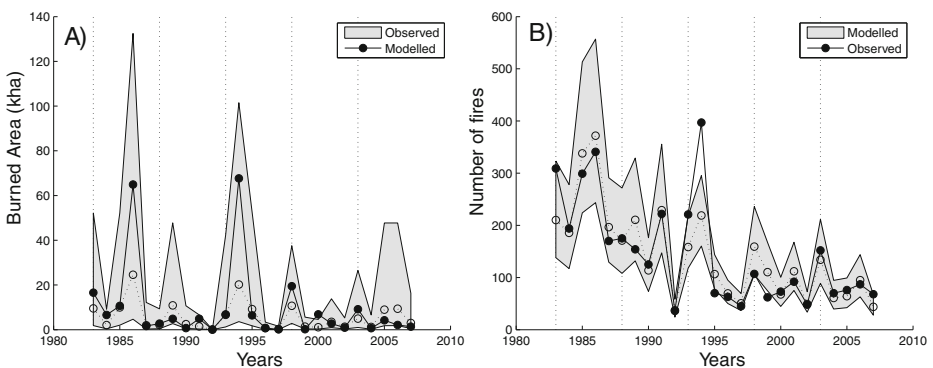 A)
Observed
Modelled
Burned Area (kha)
140
120
100
80
60
40
20
0
1980
1985
1990
1995
2000
2005
2010
Years
B)
Modelled
Observed
Number of fires
600
500
400
300
200
100
0
1980
1985
1990
1995
2000
2005
2010
Years